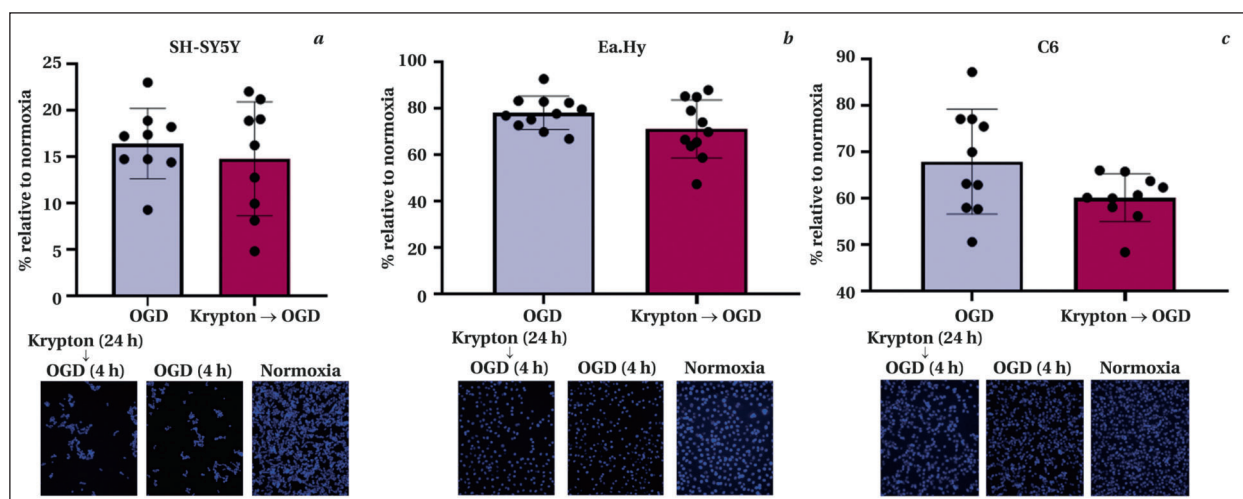 SH-SY5Y
a
% relative to normoxia
25
20
15
10
5
0
OGD
Krypton → OGD
Krypton (24 h)
↓
OGD (4 h)
OGD (4 h)
Normoxia
Ea.Hy
b
% relative to normoxia
100
80
60
40
20
0
OGD
Krypton → OGD
Krypton (24 h)
↓
OGD (4 h)
OGD (4 h)
Normoxia
C6
c
% relative to normoxia
90
80
70
60
50
40
OGD
Krypton → OGD
Krypton (24 h)
↓
OGD (4 h)
OGD (4 h)
Normoxia